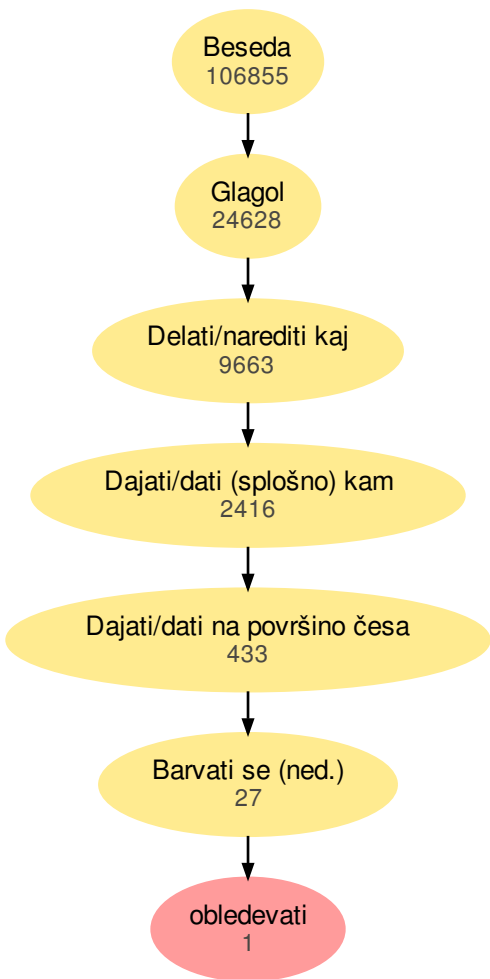 Beseda
106855
Glagol
24628
Delati/narediti kaj
9663
Dajati/dati (splošno) kam
2416
Dajati/dati na površino česa
433
Barvati se (ned.)
27
obledevati
1